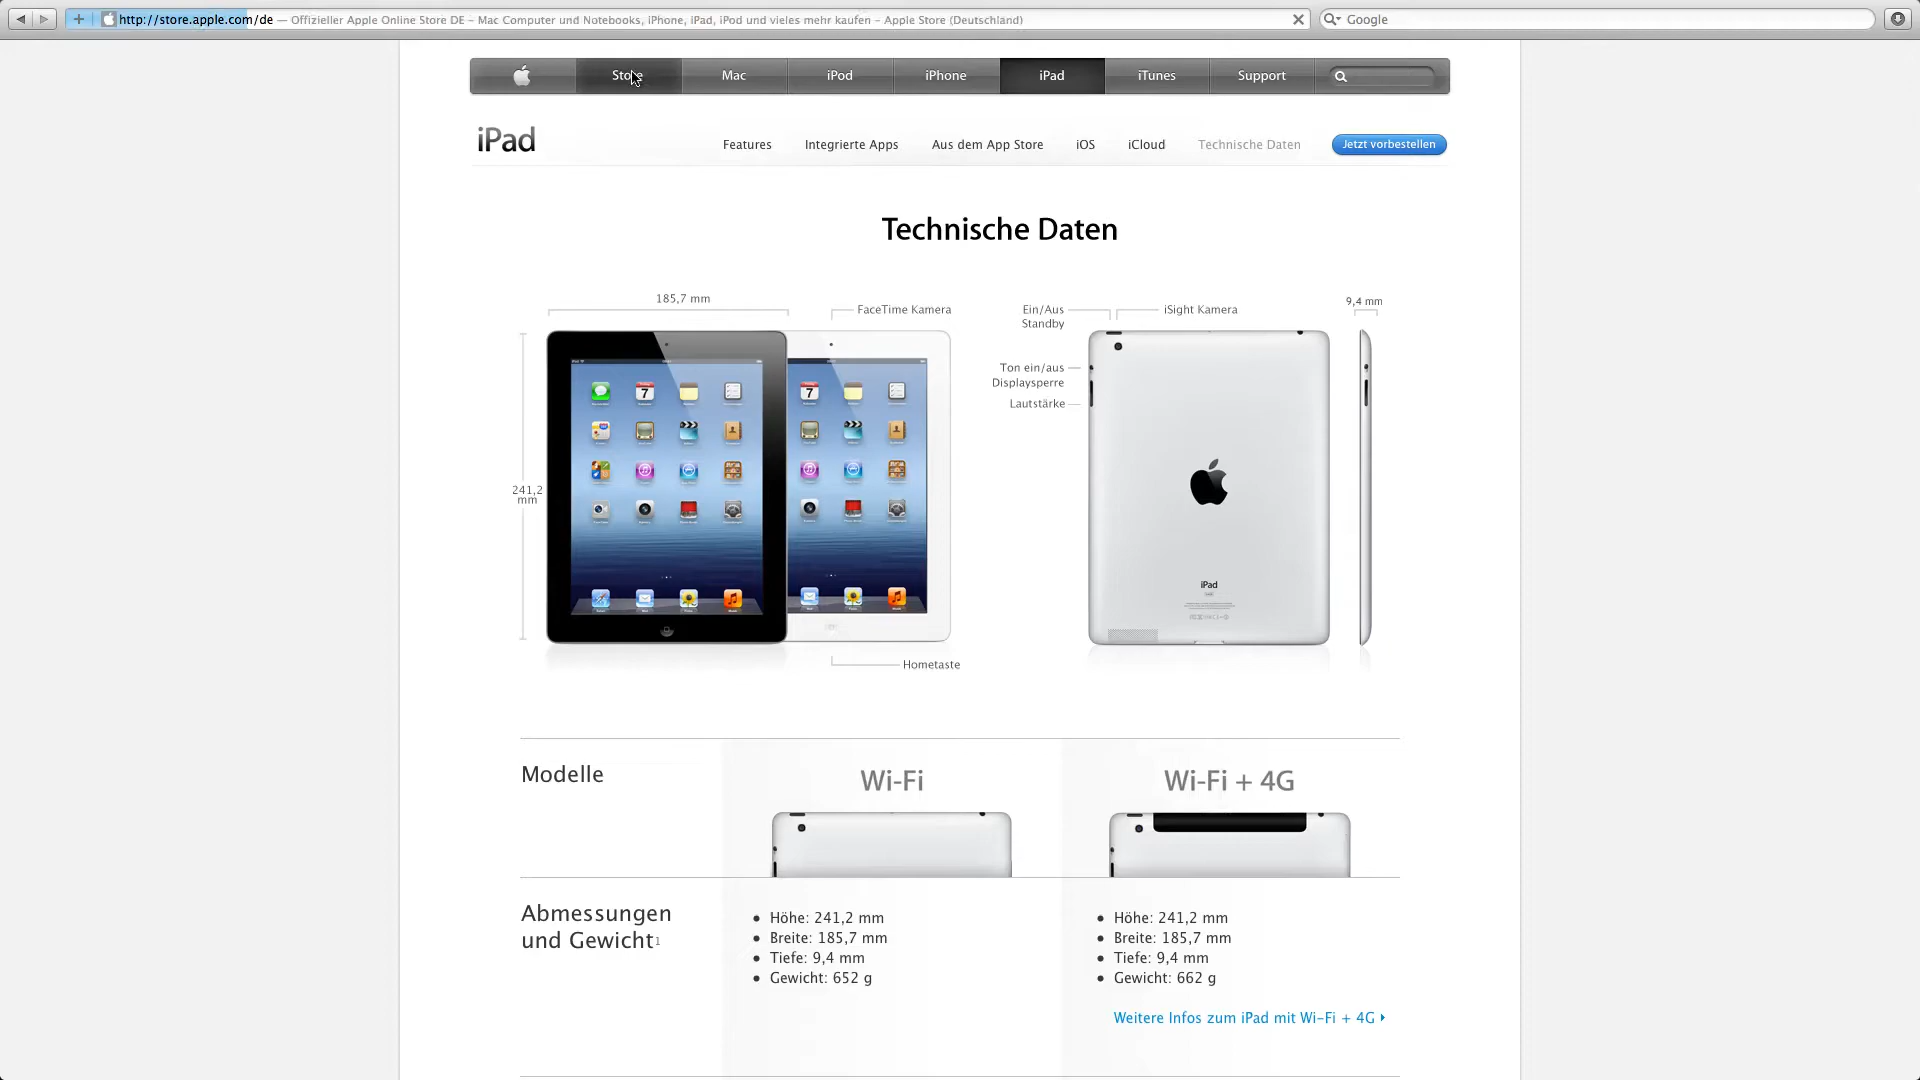 http://store.apple.com/de — Offizieller Apple Online Store DE – Mac Computer und Notebooks, iPhone, iPad, iPod und vieles mehr kaufen – Apple Store (Deutschland)
Google
Store
Mac
iPod
iPhone
iPad
iTunes
Support
iPad
Features
Integrierte Apps
Aus dem App Store
iOS
iCloud
Technische Daten
Jetzt vorbestellen
Technische Daten
185,7 mm
FaceTime Kamera
Ein/Aus
Standby
iSight Kamera
9,4 mm
Ton ein/aus
Displaysperre
Lautstärke
7
7
241,2
mm
iPad
Hometaste
Modelle
Wi-Fi
Wi-Fi + 4G
Abmessungen
und Gewicht1
• Höhe: 241,2 mm
• Breite: 185,7 mm
• Tiefe: 9,4 mm
• Gewicht: 652 g
• Höhe: 241,2 mm
• Breite: 185,7 mm
• Tiefe: 9,4 mm
• Gewicht: 662 g
Weitere Infos zum iPad mit Wi-Fi + 4G